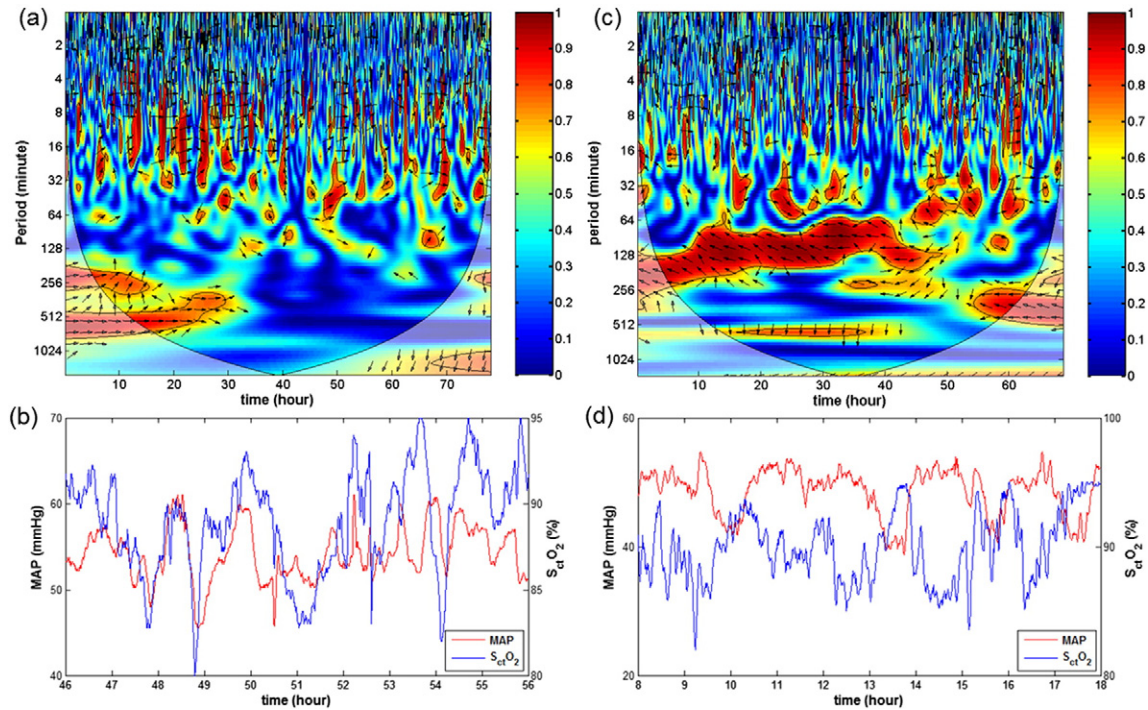 (a)
Period (minute)
2
4
8
16
32
64
128
256
512
1024
10 20 30 40 50 60 70
time (hour)
1
0.9
0.8
0.7
0.6
0.5
0.4
0.3
0.2
0.1
0
(c)
period (minute)
2
4
8
16
32
64
128
256
512
1024
10 20 30 40 50 60
time (hour)
1
0.9
0.8
0.7
0.6
0.5
0.4
0.3
0.2
0.1
0
(b)
MAP (mmHg)
70
60
50
40
46 47 48 49 50 51 52 53 54 55 56
time (hour)
95
90
85
80
SctO2 (%)
MAP
SctO2
(d)
MAP (mmHg)
60
40
20
8 9 10 11 12 13 14 15 16 17 18
time (hour)
100
90
80
SctO2 (%)
MAP
SctO2